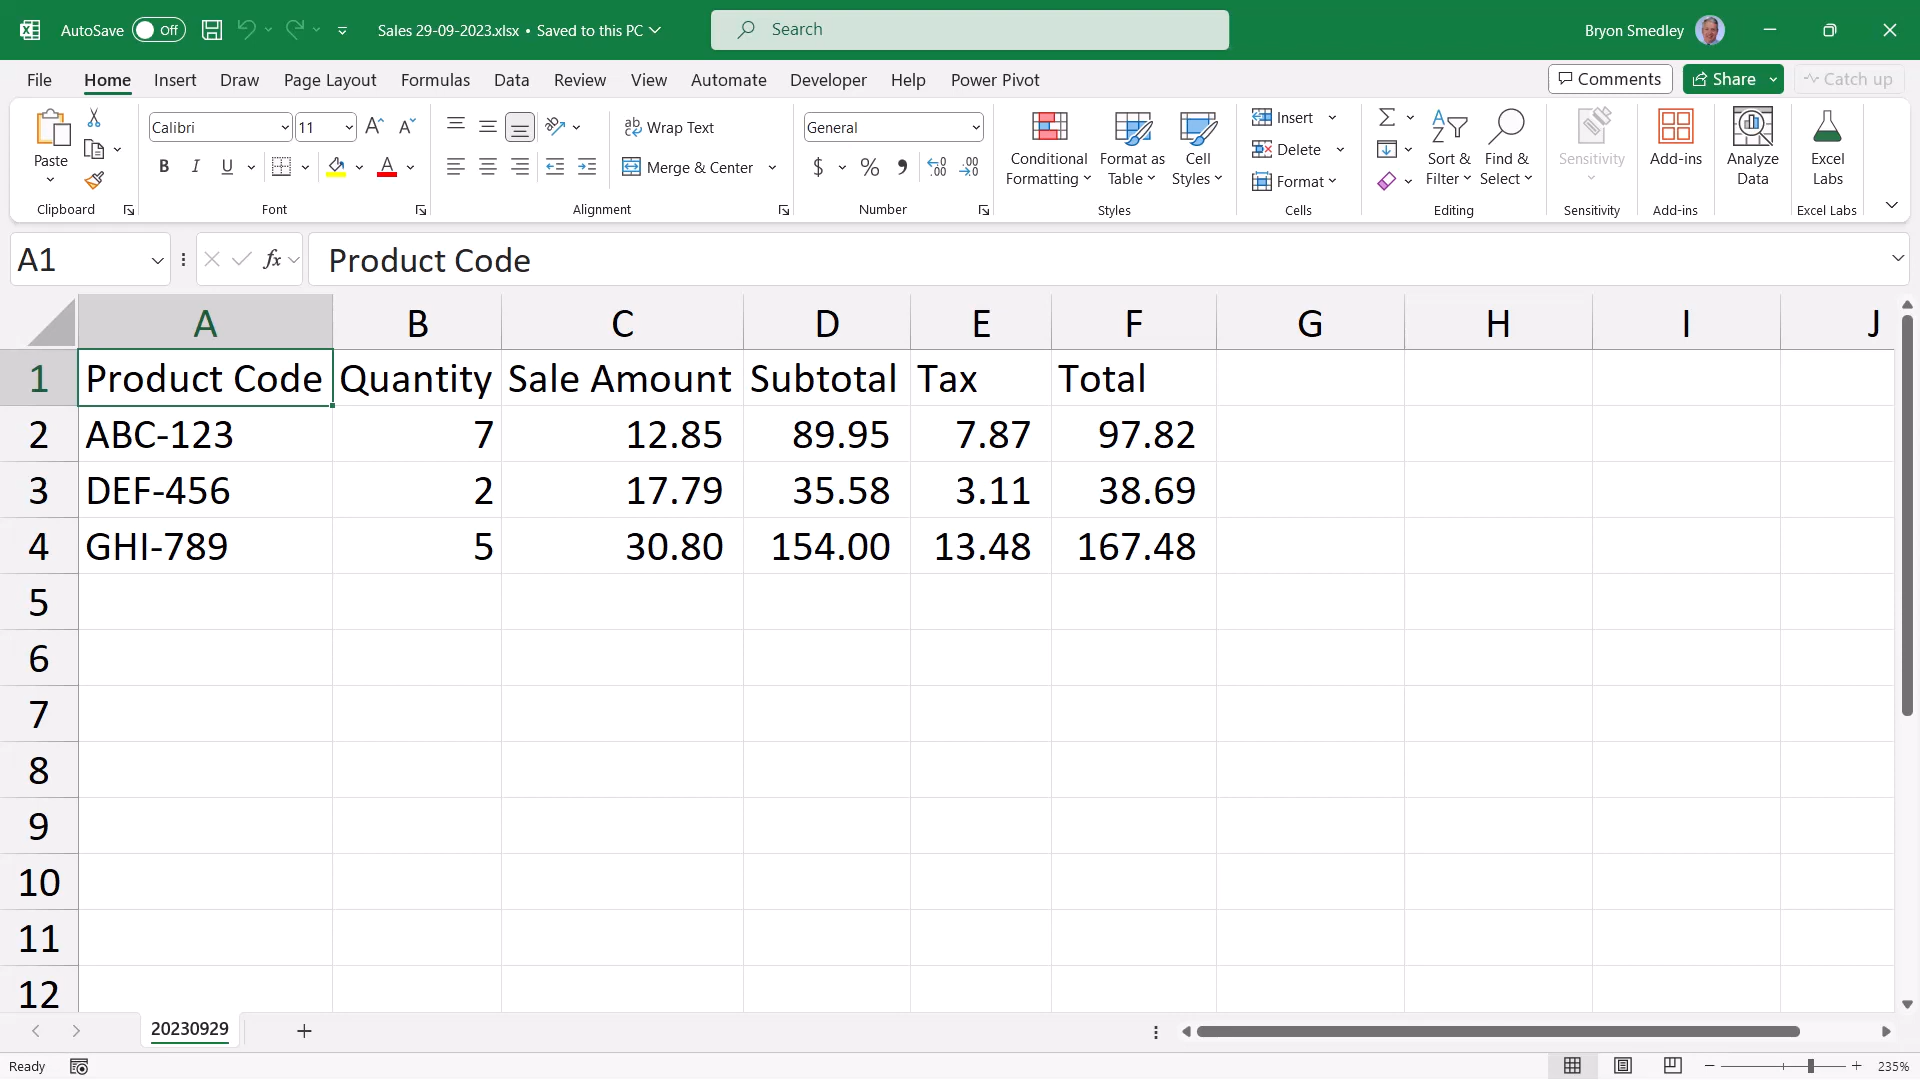 AutoSave Off Sales 29-09-2023.xlsx • Saved to this PC Search Bryon Smedley
File Home Insert Draw Page Layout Formulas Data Review View Automate Developer Help Power Pivot Comments Share Catch up
Calibri 11 Wrap Text General Insert
Paste B I U Merge & Center $ % Conditional Formatting Format as Table Cell Styles Delete Sort & Filter Find & Select Sensitivity Add-ins Analyze Data Excel Labs
Format
Clipboard Font Alignment Number Styles Cells Editing Sensitivity Add-ins Excel Labs
A1 fx Product Code
A B C D E F G H I J
1 Product Code Quantity Sale Amount Subtotal Tax Total
2 ABC-123 7 12.85 89.95 7.87 97.82
3 DEF-456 2 17.79 35.58 3.11 38.69
4 GHI-789 5 30.80 154.00 13.48 167.48
5
6
7
8
9
10
11
12
20230929
Ready 235%